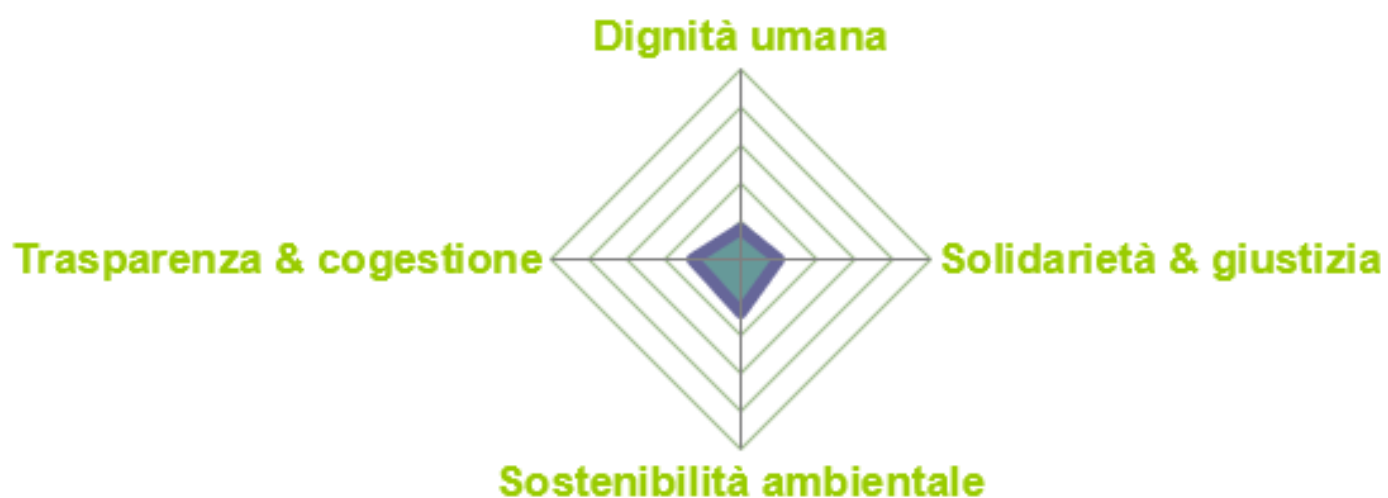 Dignità umana
Trasparenza & cogestione
Solidarietà & giustizia
Sostenibilità ambientale